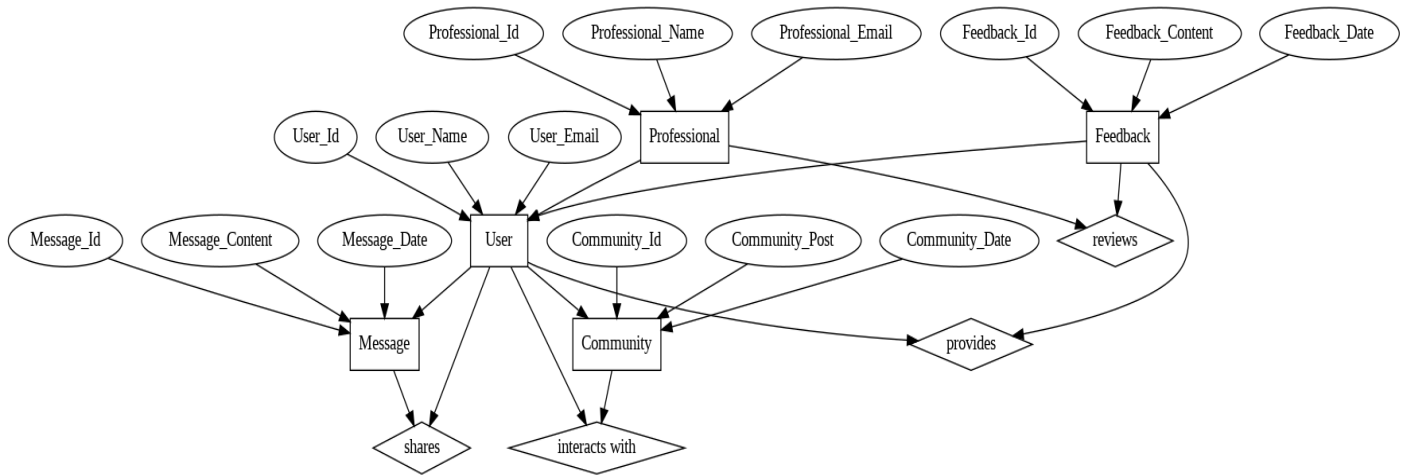 Professional_Id
Professional_Name
Professional_Email
Feedback_Id
Feedback_Content
Feedback_Date
User_Id
User_Name
User_Email
Professional
Feedback
Message_Id
Message_Content
Message_Date
User
Community_Id
Community_Post
Community_Date
reviews
Message
Community
provides
shares
interacts with